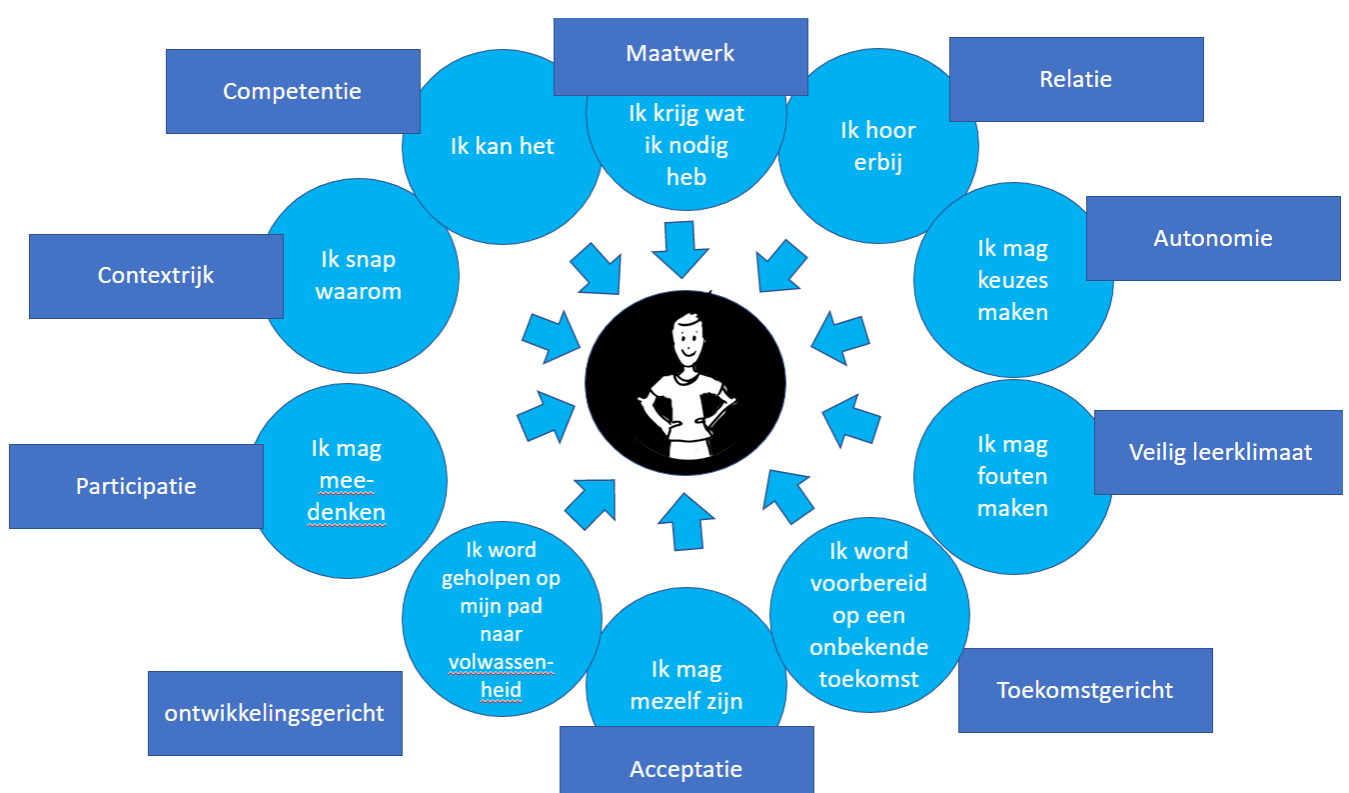 Maatwerk
Ik krijg wat
ik nodig
heb
Relatie
Ik hoor
erbij
Autonomie
Ik mag
keuzes
maken
Veilig leerklimaat
Ik mag
fouten
maken
Toekomstgericht
Ik word
voorbereid
op een
onbekende
toekomst
Acceptatie
Ik mag
mezelf zijn
ontwikkelingsgericht
Ik word
geholpen op
mijn pad
naar
volwassen-
heid
Participatie
Ik mag
mee-
denken
Contextrijk
Ik snap
waarom
Competentie
Ik kan het